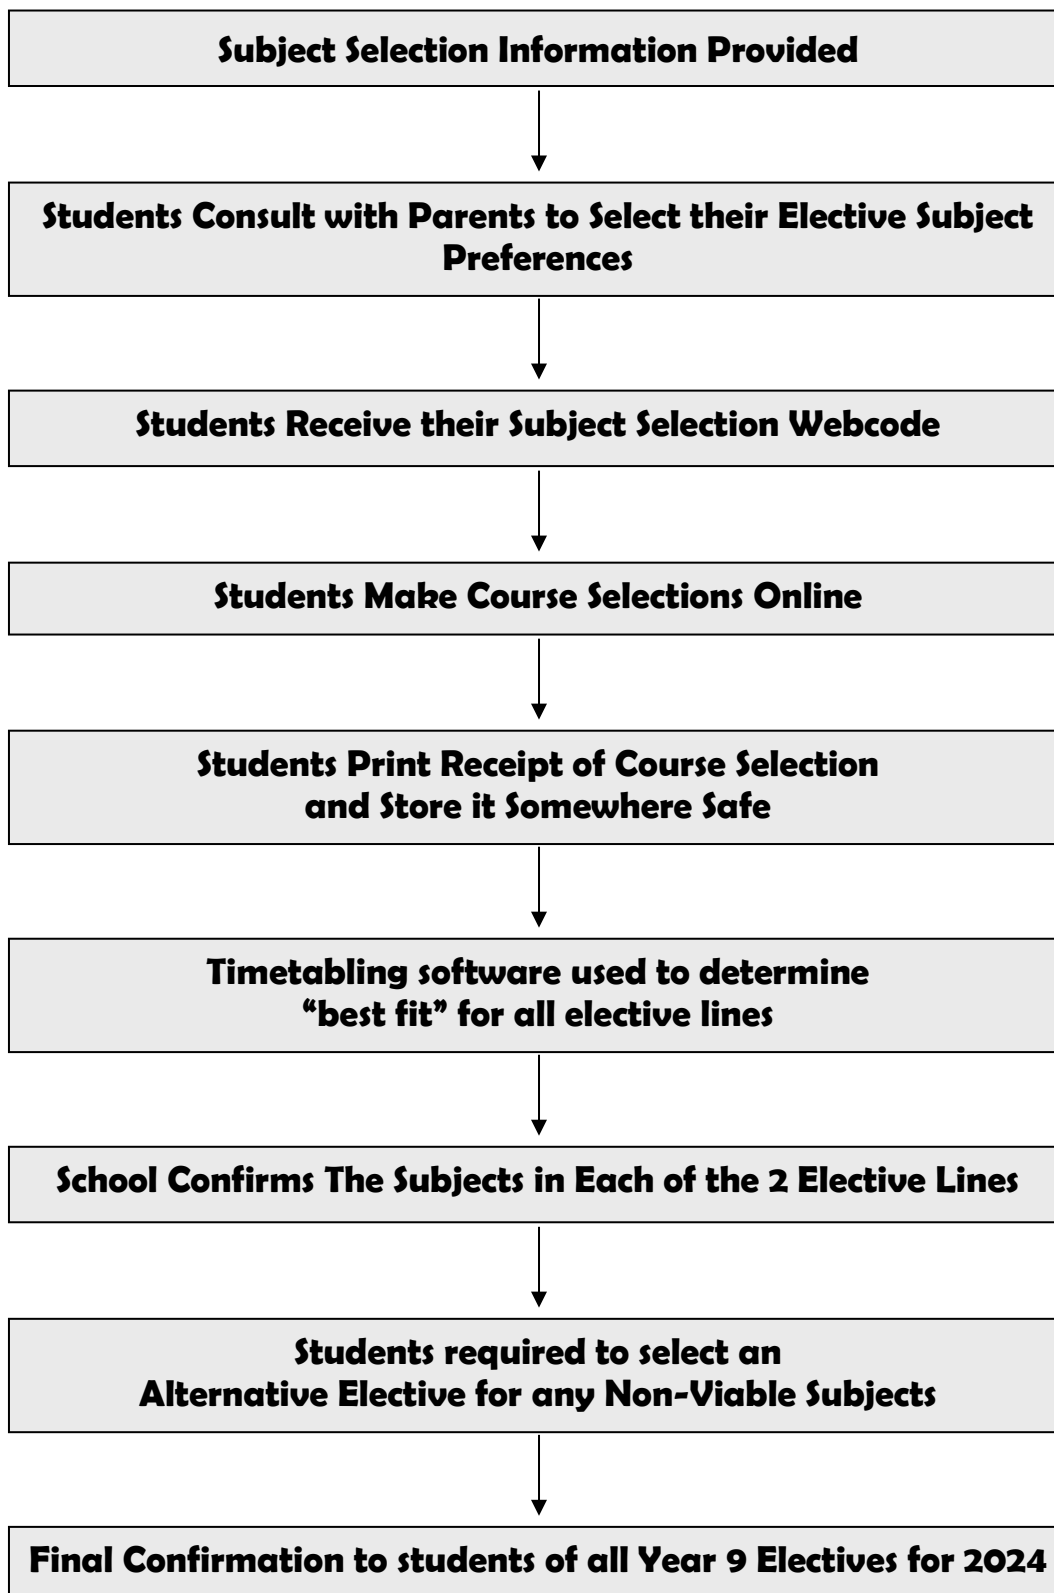 Subject Selection Information Provided
Students Consult with Parents to Select their Elective Subject
Preferences
Students Receive their Subject Selection Webcode
Students Make Course Selections Online
Students Print Receipt of Course Selection
and Store it Somewhere Safe
Timetabling software used to determine
“best fit” for all elective lines
School Confirms The Subjects in Each of the 2 Elective Lines
Students required to select an
Alternative Elective for any Non-Viable Subjects
Final Confirmation to students of all Year 9 Electives for 2024